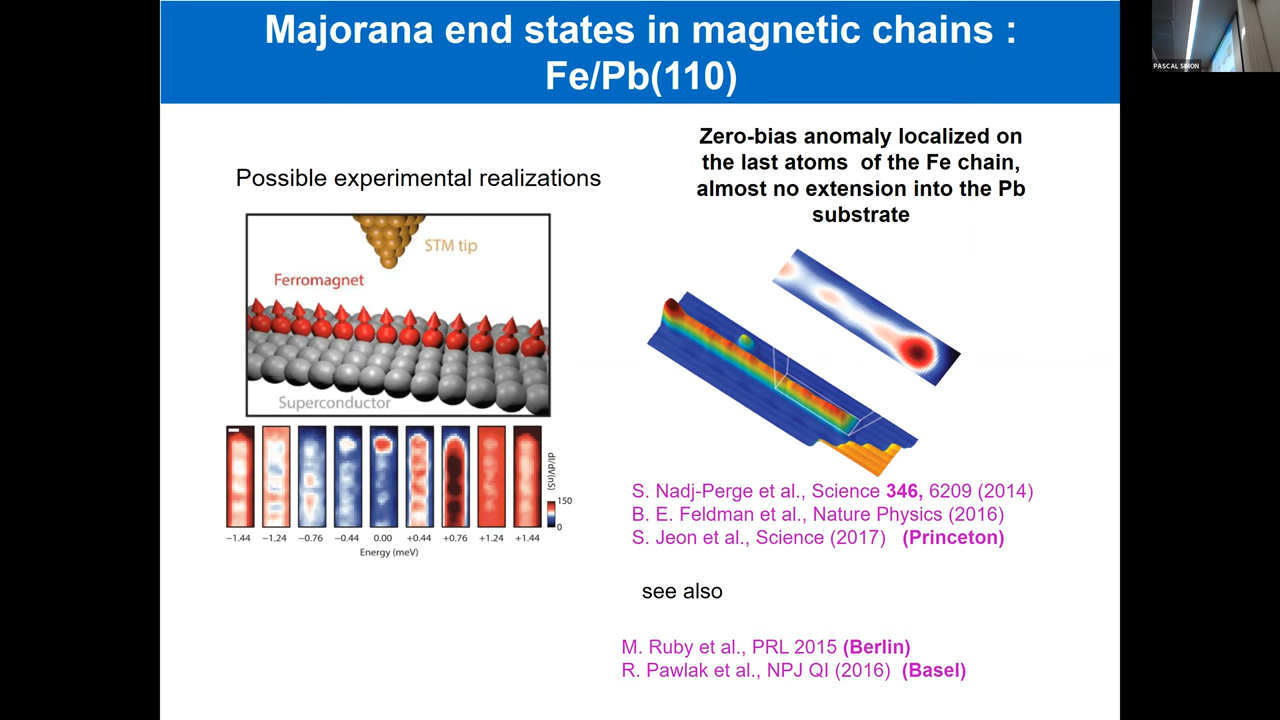 Majorana end states in magnetic chains :
Fe/Pb(110)
PASCAL SIMON
Zero-bias anomaly localized on
the last atoms of the Fe chain,
almost no extension into the Pb
substrate
Possible experimental realizations
STM tip
Ferromagnet
Superconductor
dI/dV(nS)
150
0
−1.44 −1.24 −0.76 −0.44 0.00 +0.44 +0.76 +1.24 +1.44
Energy (meV)
S. Nadj-Perge et al., Science 346, 6209 (2014)
B. E. Feldman et al., Nature Physics (2016)
S. Jeon et al., Science (2017) (Princeton)
see also
M. Ruby et al., PRL 2015 (Berlin)
R. Pawlak et al., NPJ QI (2016) (Basel)